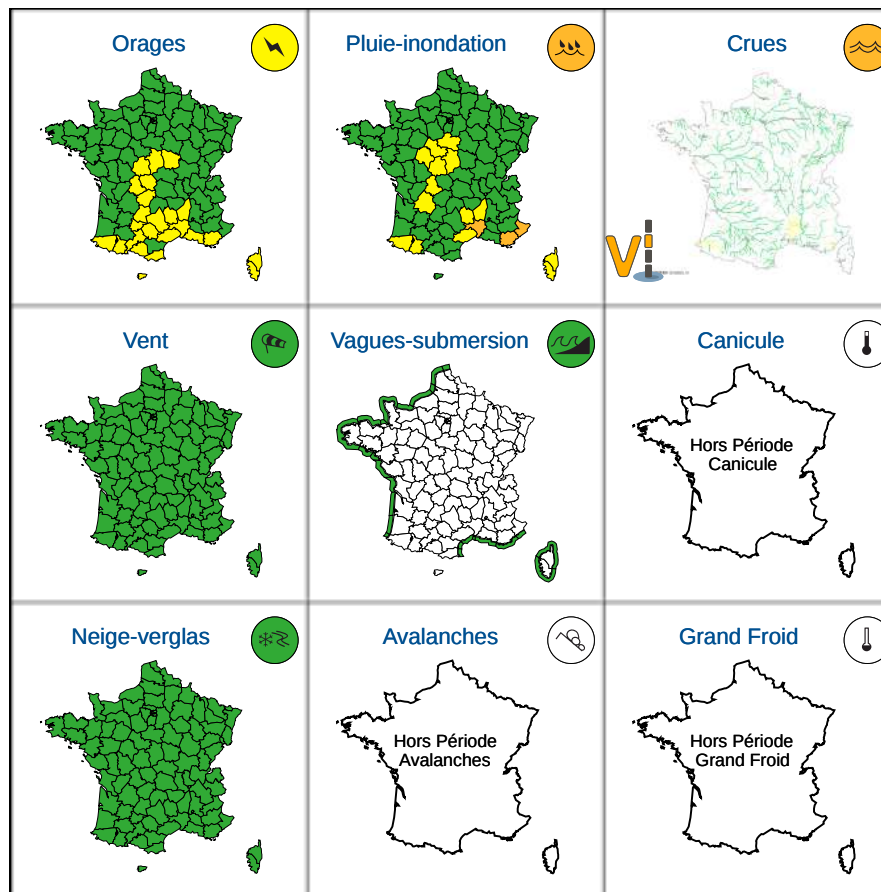 Orages
Pluie-inondation
Crues
Vi
Vent
Vagues-submersion
Canicule
Hors Période
Canicule
Neige-verglas
Avalanches
Grand Froid
Hors Période
Avalanches
Hors Période
Grand Froid